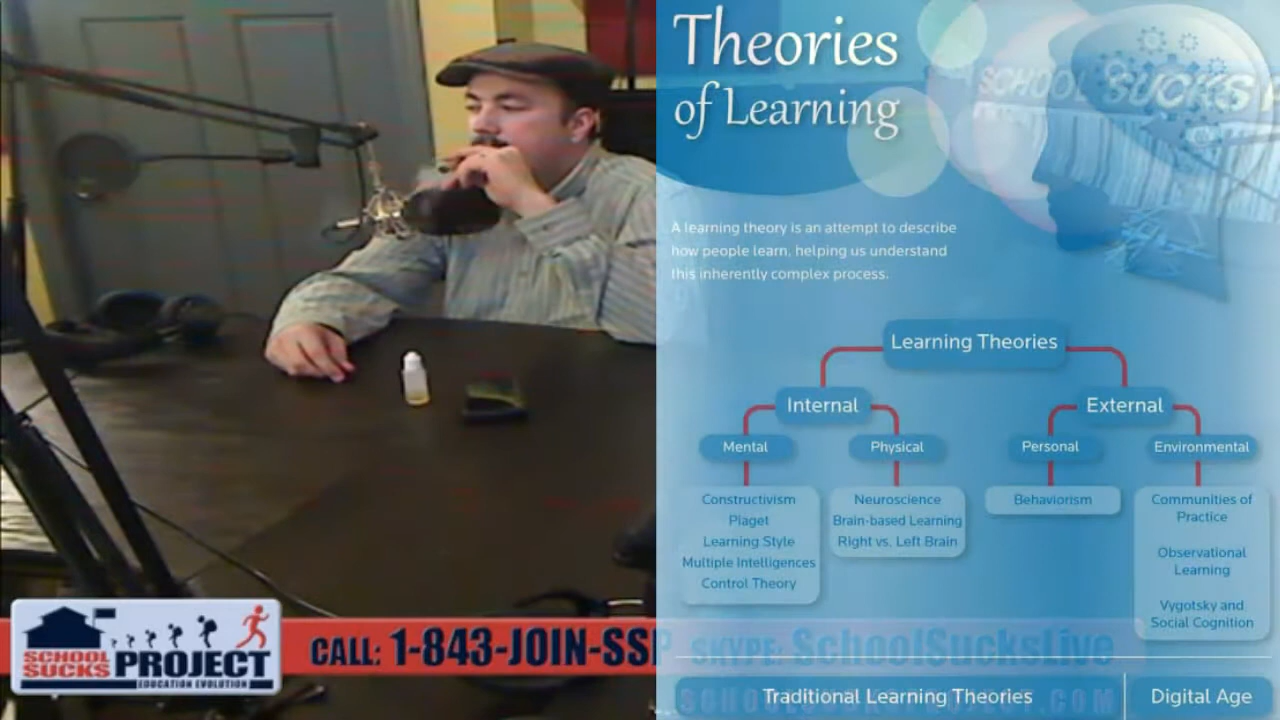 Theories
of Learning
SCHOOL SUCKS
A learning theory is an attempt to describe
how people learn, helping us understand
this inherently complex process.
Learning Theories
Internal
External
Mental
Physical
Personal
Environmental
Constructivism
Piaget
Learning Style
Multiple Intelligences
Control Theory
Neuroscience
Brain-based Learning
Right vs. Left Brain
Behaviorism
Communities of
Practice
Observational
Learning
Vygotsky and
Social Cognition
SCHOOL
SUCKS PROJECT
EDUCATION EVOLUTION
CALL: 1-843-JOIN-SSP SKYPE: SchoolSucksLive
Traditional Learning Theories
Digital Age